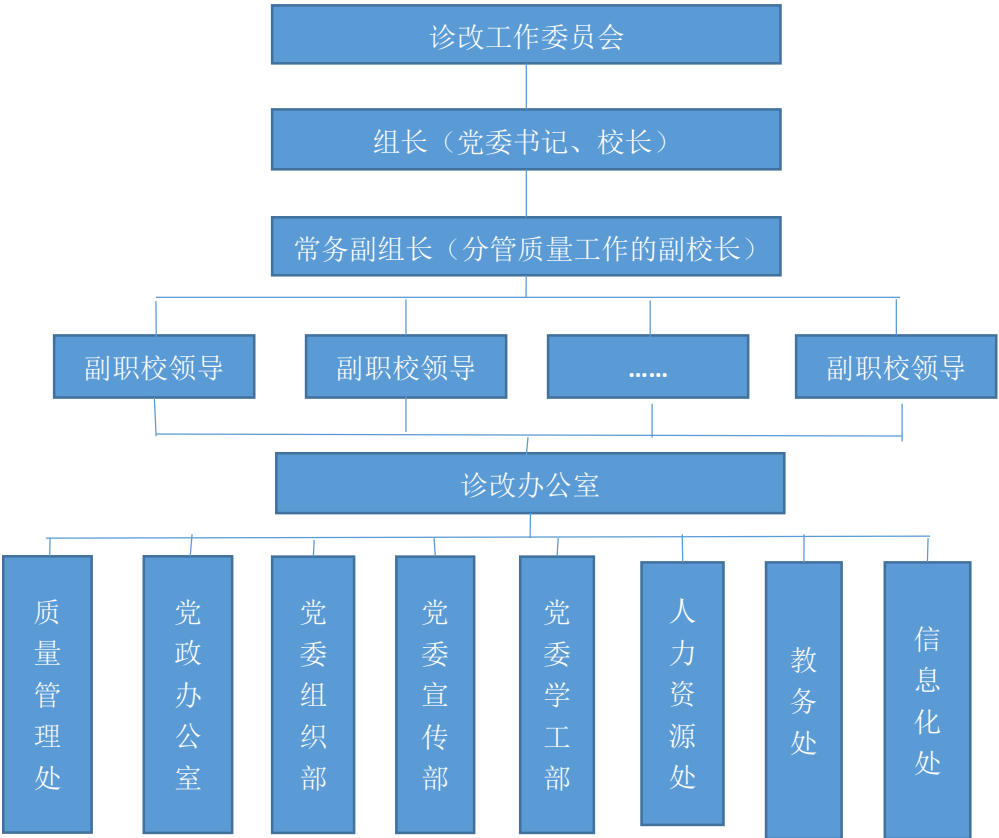 诊改工作委员会
组长（党委书记、校长）
常务副组长（分管质量工作的副校长）
副职校领导
副职校领导
……
副职校领导
诊改办公室
质量管理处
党政办公室
党委组织部
党委宣传部
党委学工部
人力资源处
教务处
信息化处